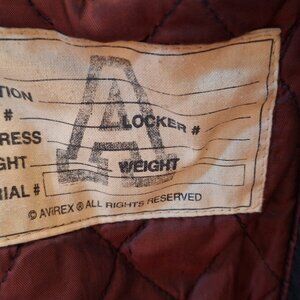 TION
#
RESS LOCKER #
GHT WEIGHT
RIAL #
© AVIREX ® ALL RIGHTS RESERVED
A